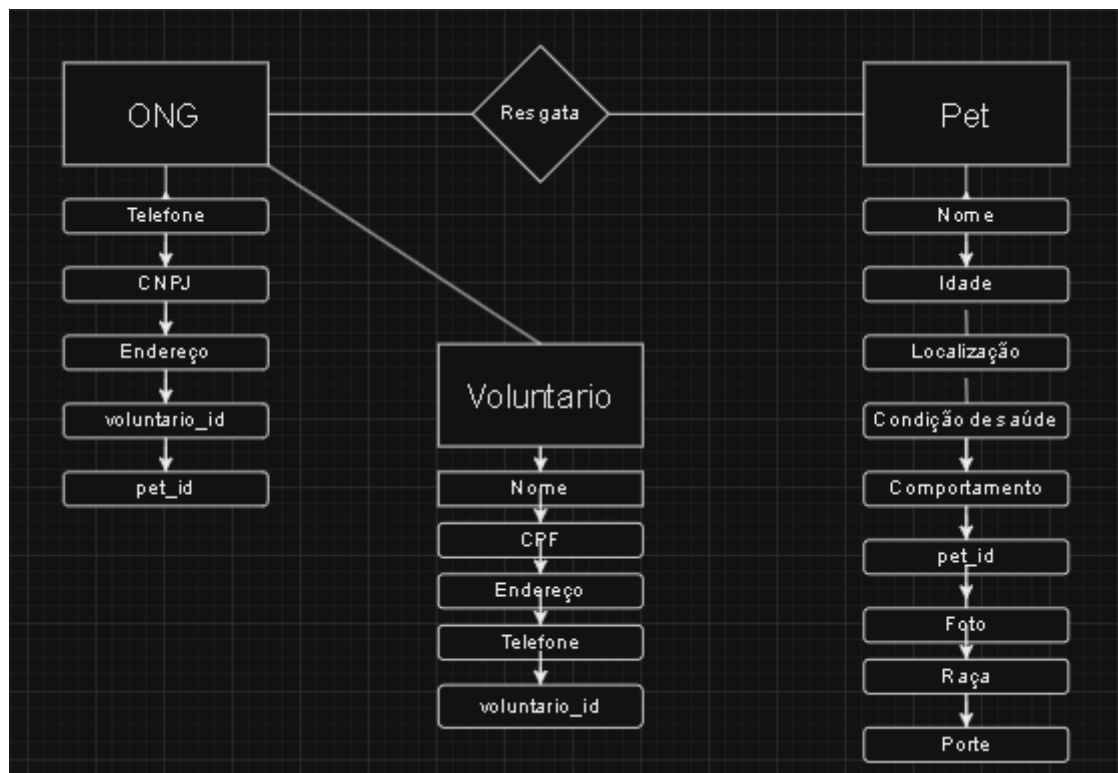 ONG
Resgata
Pet
Telefone
CNPJ
Endereço
voluntario_id
pet_id
Voluntario
Nome
CPF
Endereço
Telefone
voluntario_id
Nome
Idade
Localização
Condição de saúde
Comportamento
pet_id
Foto
Raça
Porte